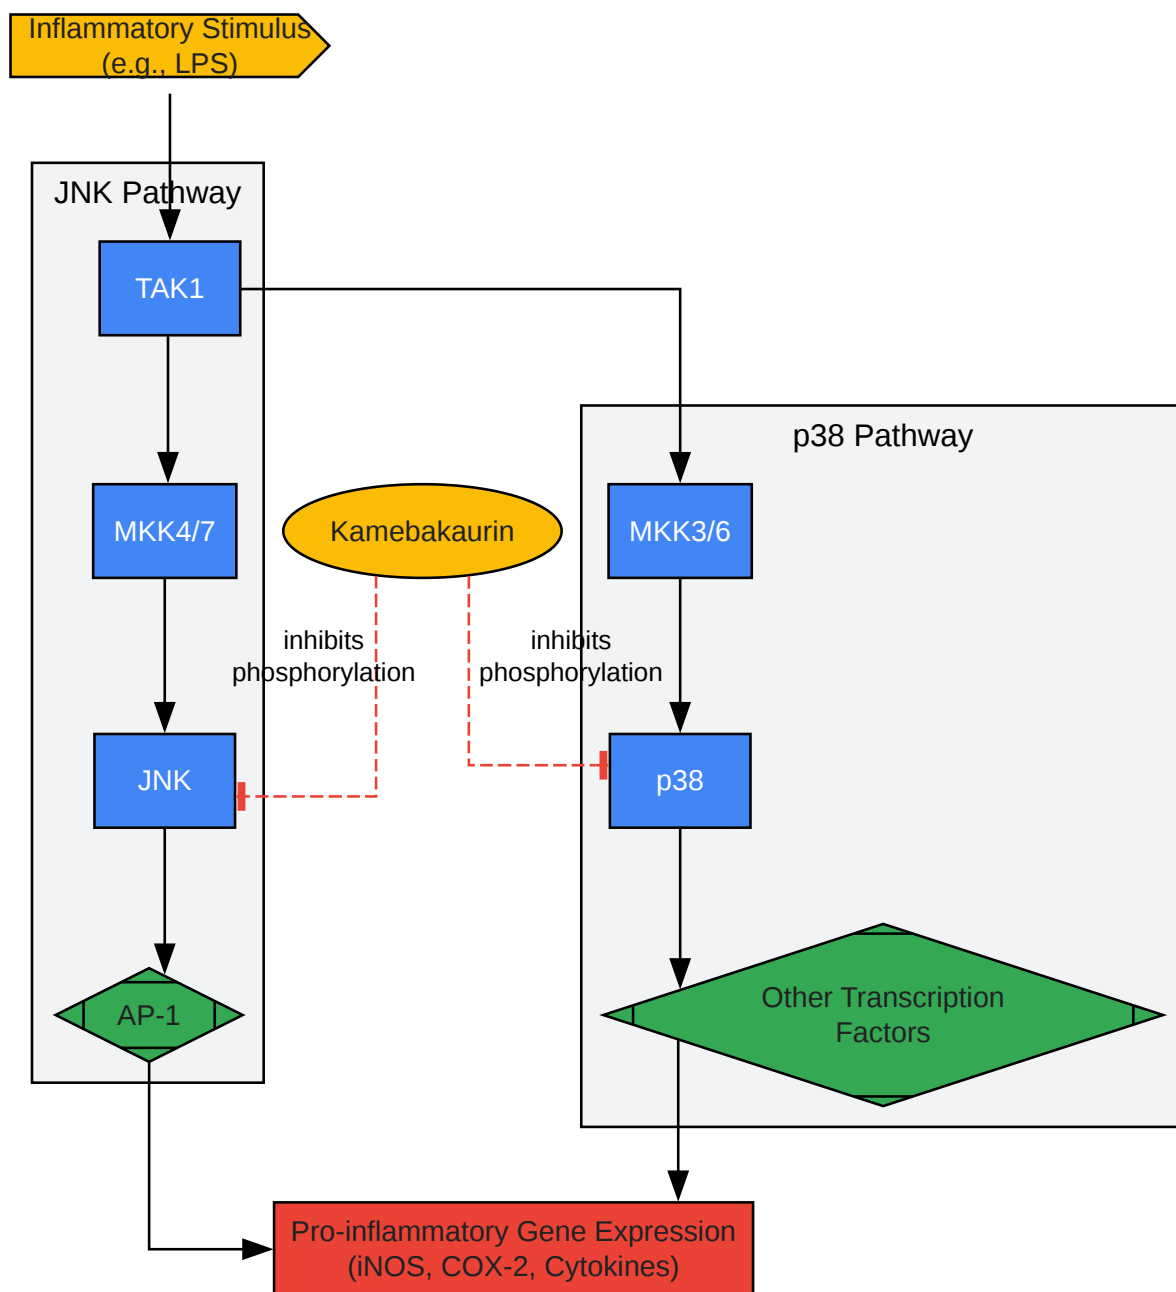 Inflammatory Stimulus
(e.g., LPS)
JNK Pathway
TAK1
p38 Pathway
MKK4/7
Kamebakaurin
MKK3/6
inhibits
phosphorylation
inhibits
phosphorylation
JNK
p38
AP-1
Other Transcription
Factors
Pro-inflammatory Gene Expression
(iNOS, COX-2, Cytokines)